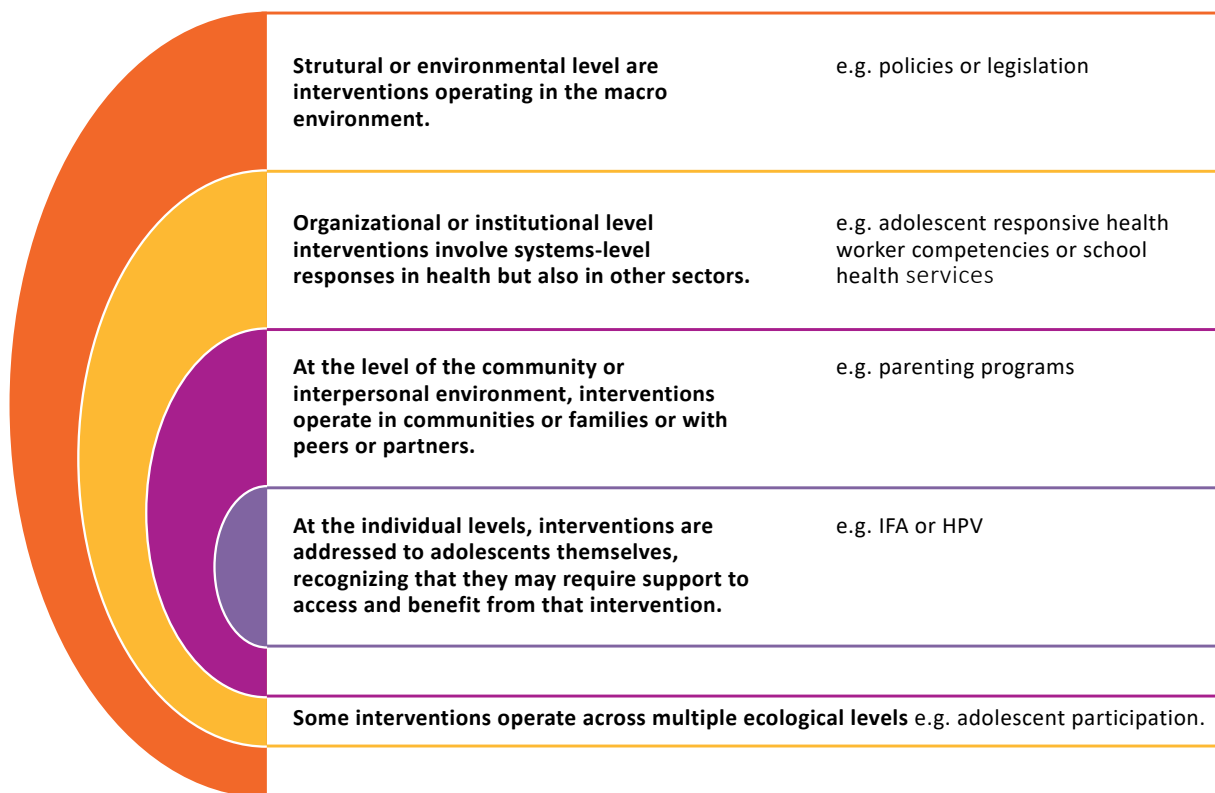 Strutural or environmental level are
interventions operating in the macro
environment.
e.g. policies or legislation
Organizational or institutional level
interventions involve systems-level
responses in health but also in other sectors.
e.g. adolescent responsive health
worker competencies or school
health services
At the level of the community or
interpersonal environment, interventions
operate in communities or families or with
peers or partners.
e.g. parenting programs
At the individual levels, interventions are
addressed to adolescents themselves,
recognizing that they may require support to
access and benefit from that intervention.
e.g. IFA or HPV
Some interventions operate across multiple ecological levels e.g. adolescent participation.